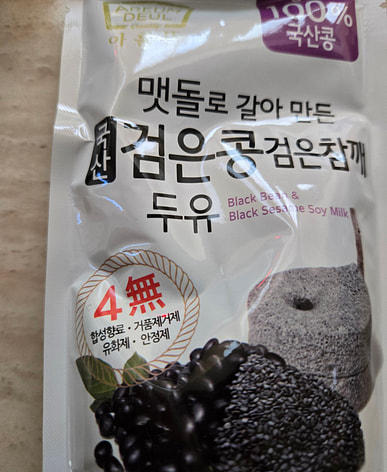 DEUL
100%
국산콩
맷돌로 갈아 만든
국산
검은콩검은참깨
두유
Black Bean &
Black Sesame Soy Milk
4無
합성향료·거품제거제
유화제·안정제